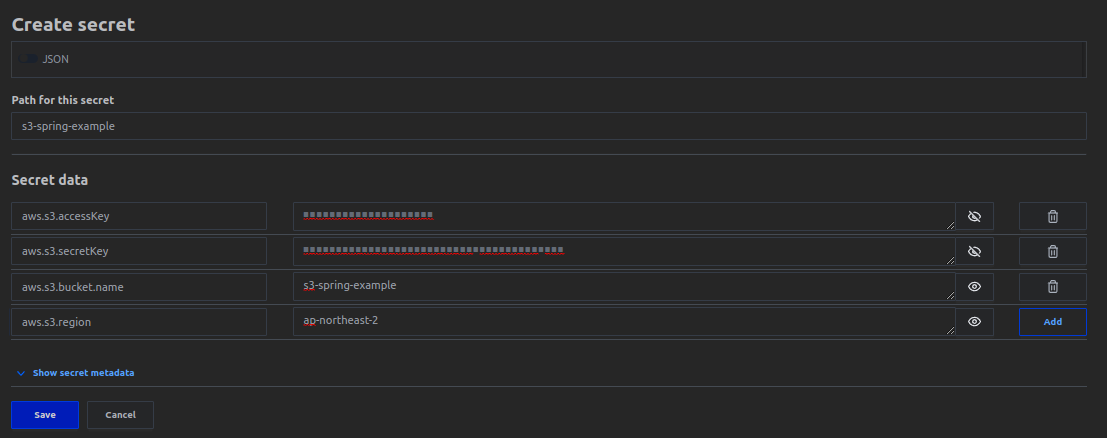 Create secret
JSON
Path for this secret
s3-spring-example
Secret data
aws.s3.accessKey
aws.s3.secretKey
aws.s3.bucket.name s3-spring-example
aws.s3.region ap-northeast-2 Add
Show secret metadata
Save Cancel